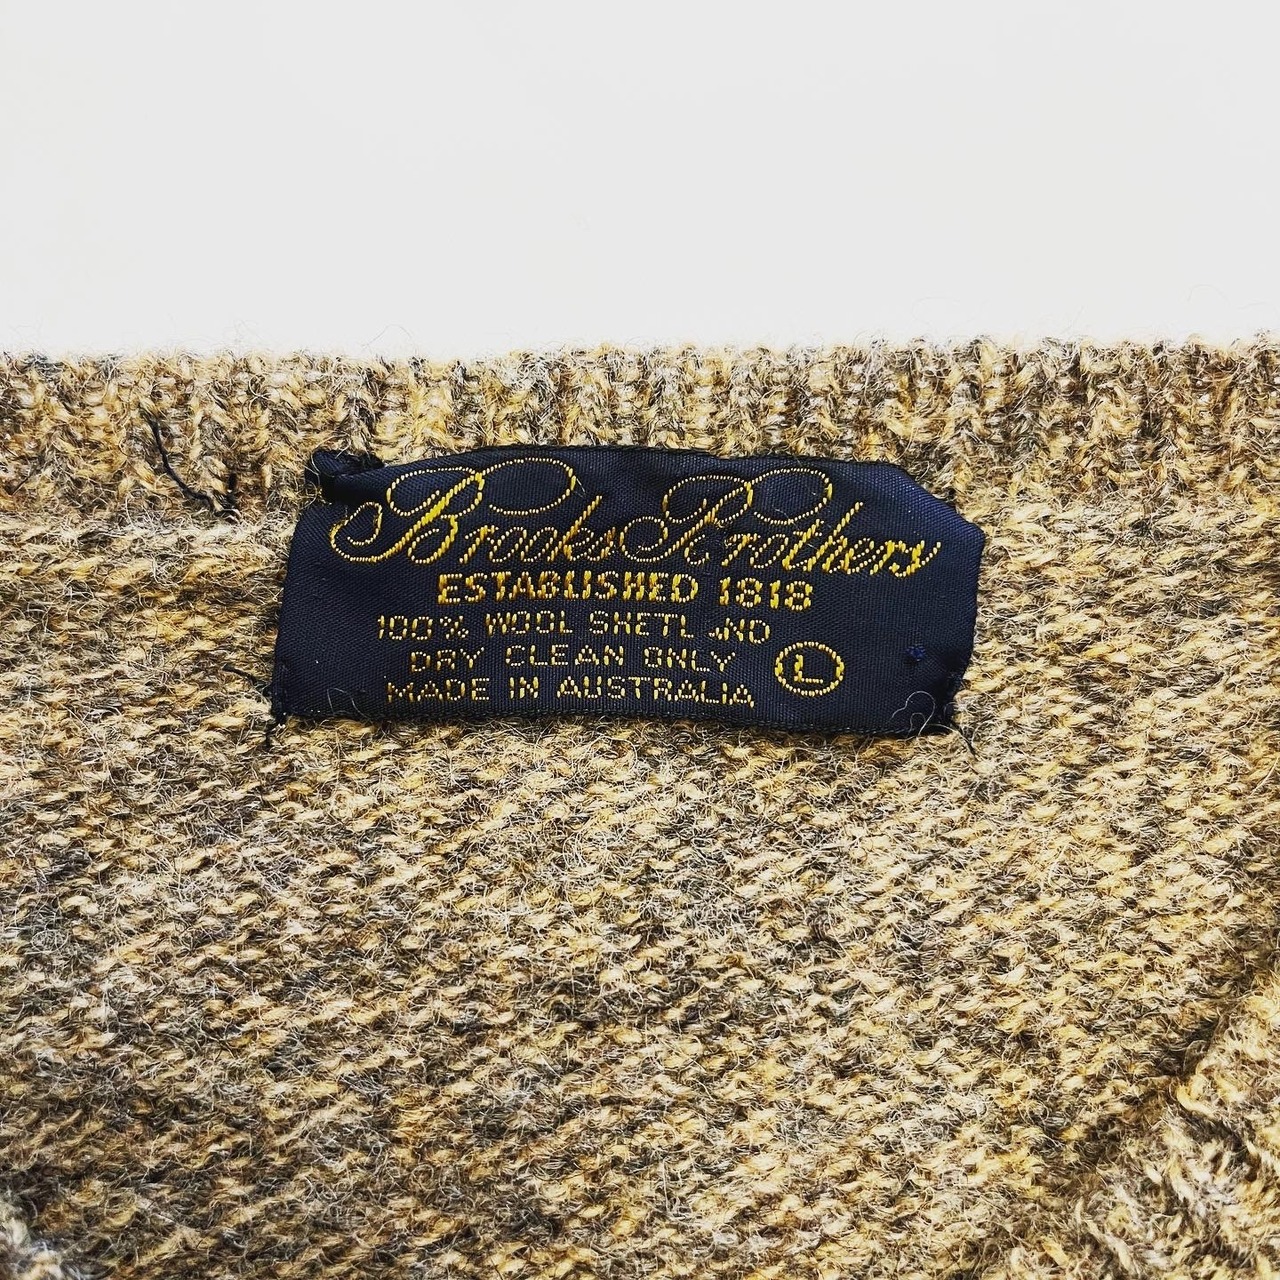 Brooks Brothers
ESTABLISHED 1818
100% WOOL SHETLAND
DRY CLEAN ONLY
MADE IN AUSTRALIA
L